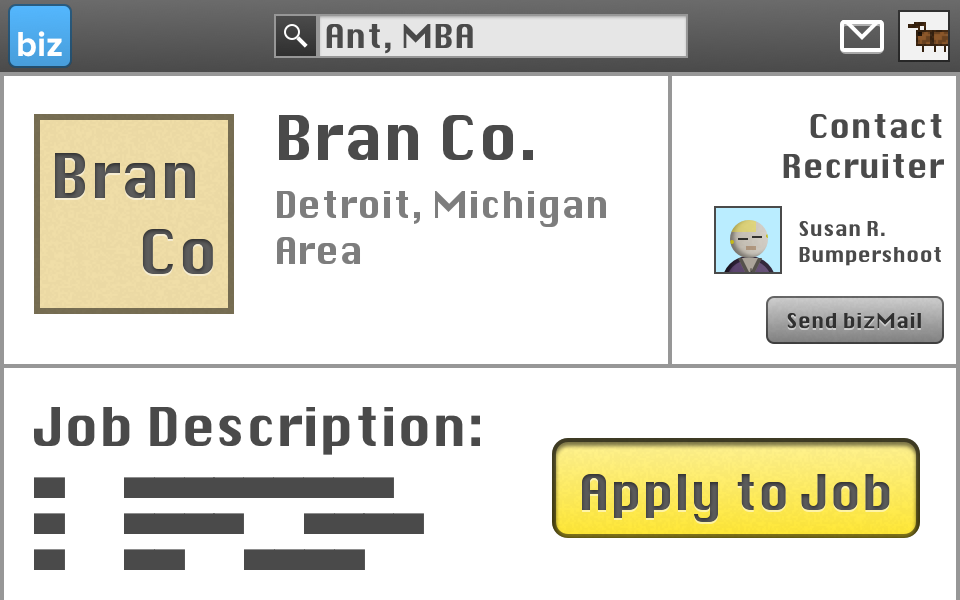 biz
Ant, MBA
Bran
Co
Bran Co.
Detroit, Michigan
Area
Contact
Recruiter
Susan R.
Bumpershoot
Send bizMail
Job Description:
Apply to Job